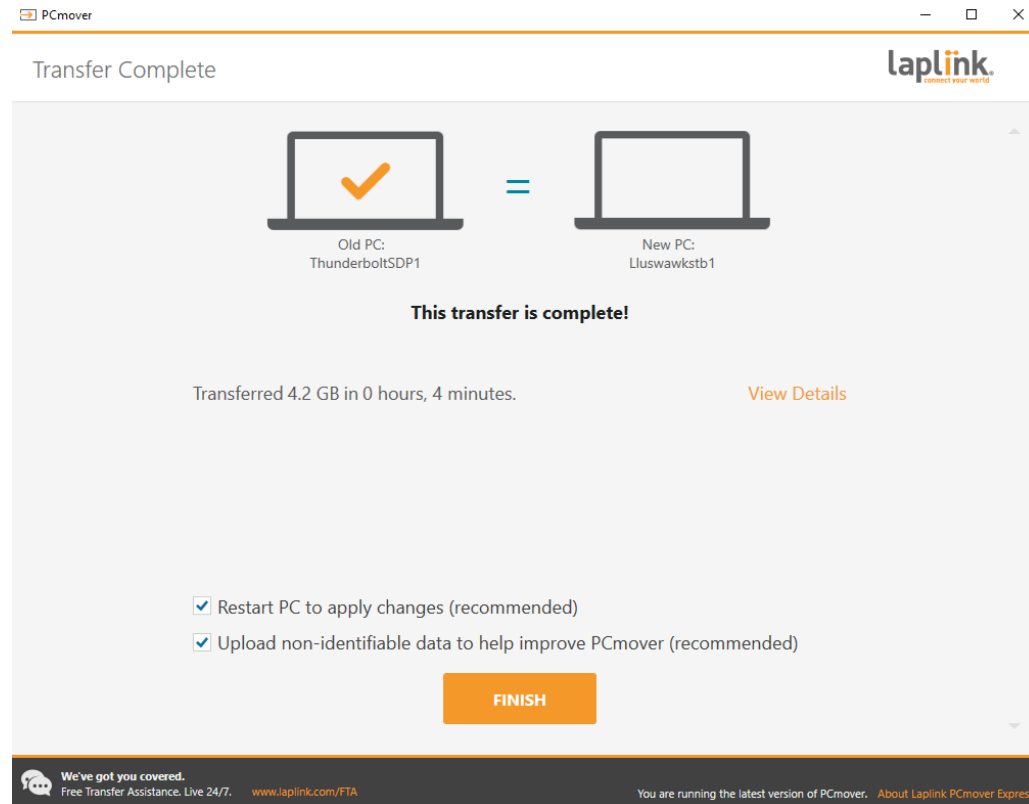 PCmover
Transfer Complete
laplink.
connect your world
=
Old PC:
ThunderboltSDP1
New PC:
Lluswawkstb1
This transfer is complete!
Transferred 4.2 GB in 0 hours, 4 minutes.
View Details
Restart PC to apply changes (recommended)
Upload non-identifiable data to help improve PCmover (recommended)
FINISH
We've got you covered.
Free Transfer Assistance. Live 24/7. www.laplink.com/FTA
You are running the latest version of PCmover. About Laplink PCmover Expres